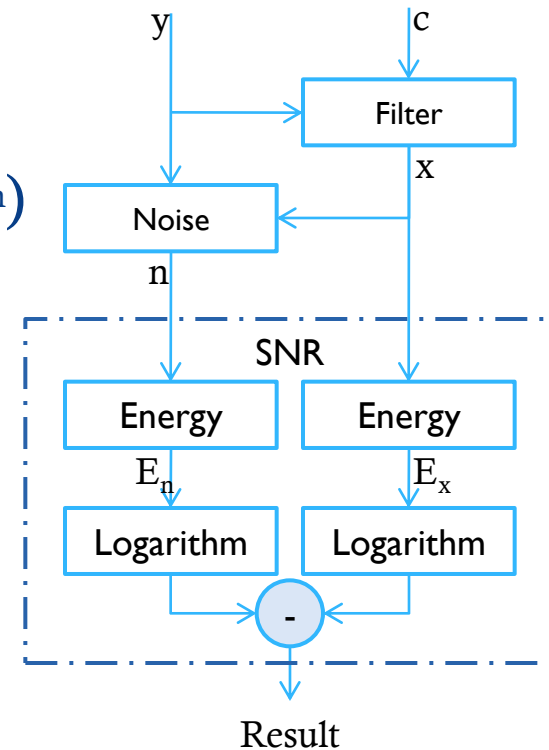 y c
Filter
x
n)
Noise
n
SNR
Energy Energy
Eₙ Eₓ
Logarithm Logarithm
-
Result